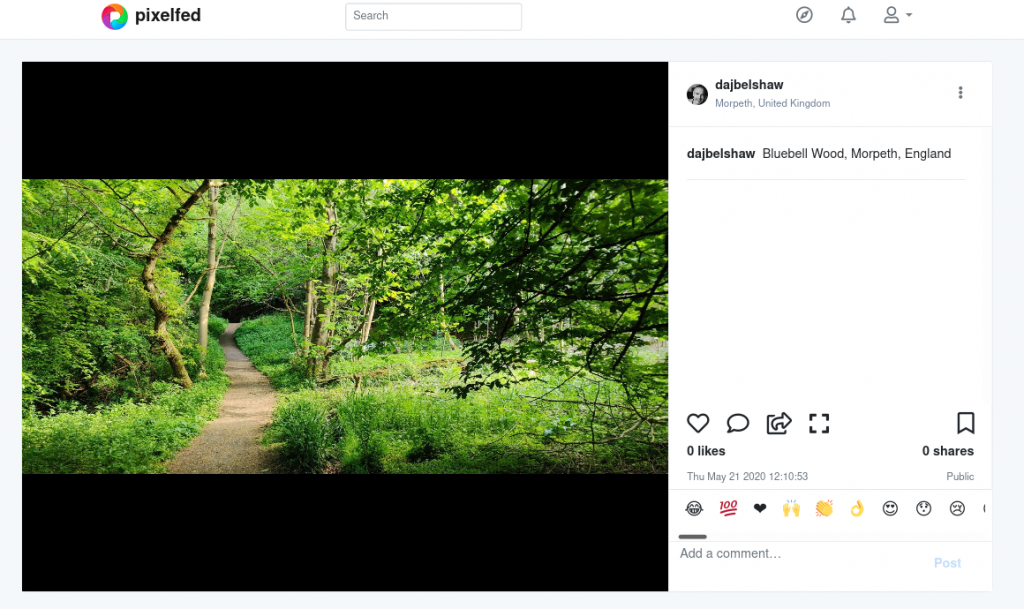 pixelfed
Search
dajbelshaw
Morpeth, United Kingdom
dajbelshaw Bluebell Wood, Morpeth, England
0 likes
0 shares
Thu May 21 2020 12:10:53
Public
😂 💯 ❤ 🙌 👏 👌 😍 😯 😢
Add a comment...
Post